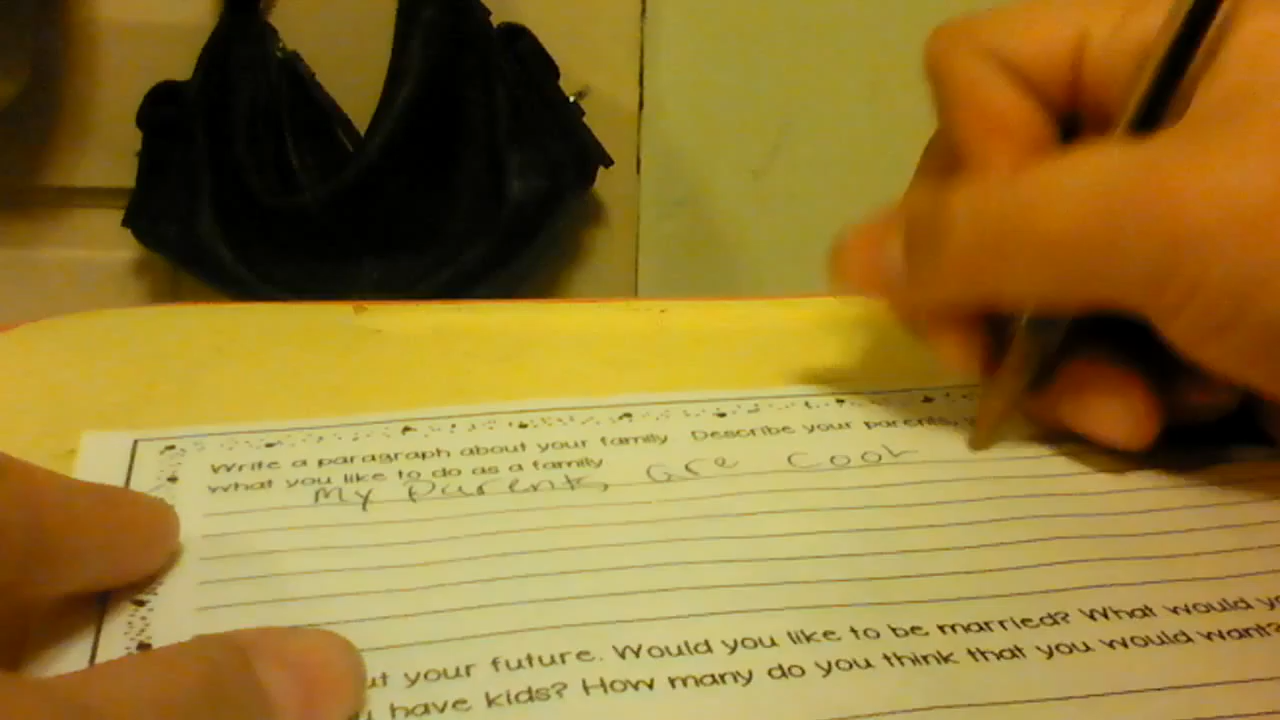 Write a paragraph about your family. Describe your parents,
what you like to do as a family
My Parents are Cool
ut your future. Would you like to be married? What would yo
have kids? How many do you think that you would want?